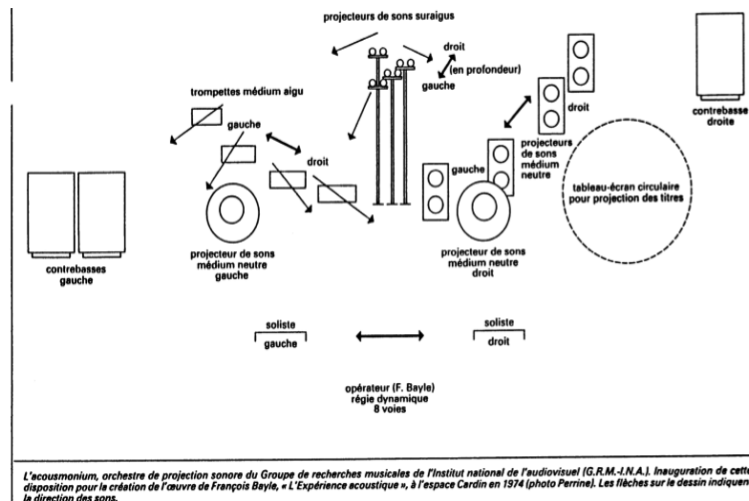 projecteurs de sons suraigus
droit
(en profondeur)
gauche
trompettes médium aigu
gauche
droit
contrebasse
droite
droit
projecteurs
de sons
médium
neutre
gauche
tableau-écran circulaire
pour projection des titres
contrebasses
gauche
projecteur de sons
médium neutre
gauche
projecteur de sons
médium neutre
droit
soliste
gauche
soliste
droit
opérateur (F. Bayle)
régie dynamique
8 voies
L'acousmonium, orchestre de projection sonore du Groupe de recherches musicales de l'Institut national de l'audiovisuel (G.R.M.-I.N.A.). Inauguration de cette
disposition pour la création de l'œuvre de François Bayle, « L'Expérience acoustique », à l'espace Cardin en 1974 (photo Perrine). Les flèches sur le dessin indiquen
la direction des sons.